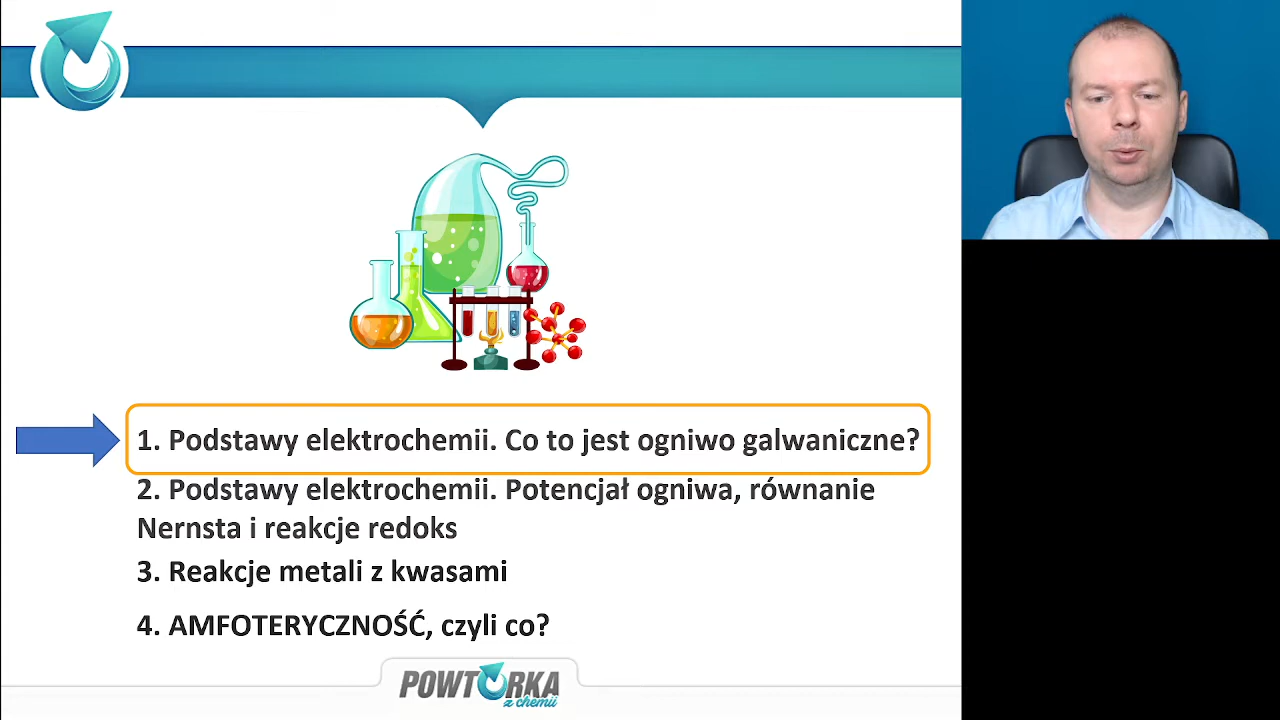 1. Podstawy elektrochemii. Co to jest ogniwo galwaniczne?
2. Podstawy elektrochemii. Potencjał ogniwa, równanie
Nernsta i reakcje redoks
3. Reakcje metali z kwasami
4. AMFOTERYCZNOŚĆ, czyli co?
POWTÓRKA
z chemii